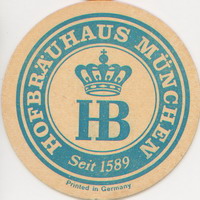 HOFBRÄUHAUS MÜNCHEN
HB
Seit 1589
Printed in Germany